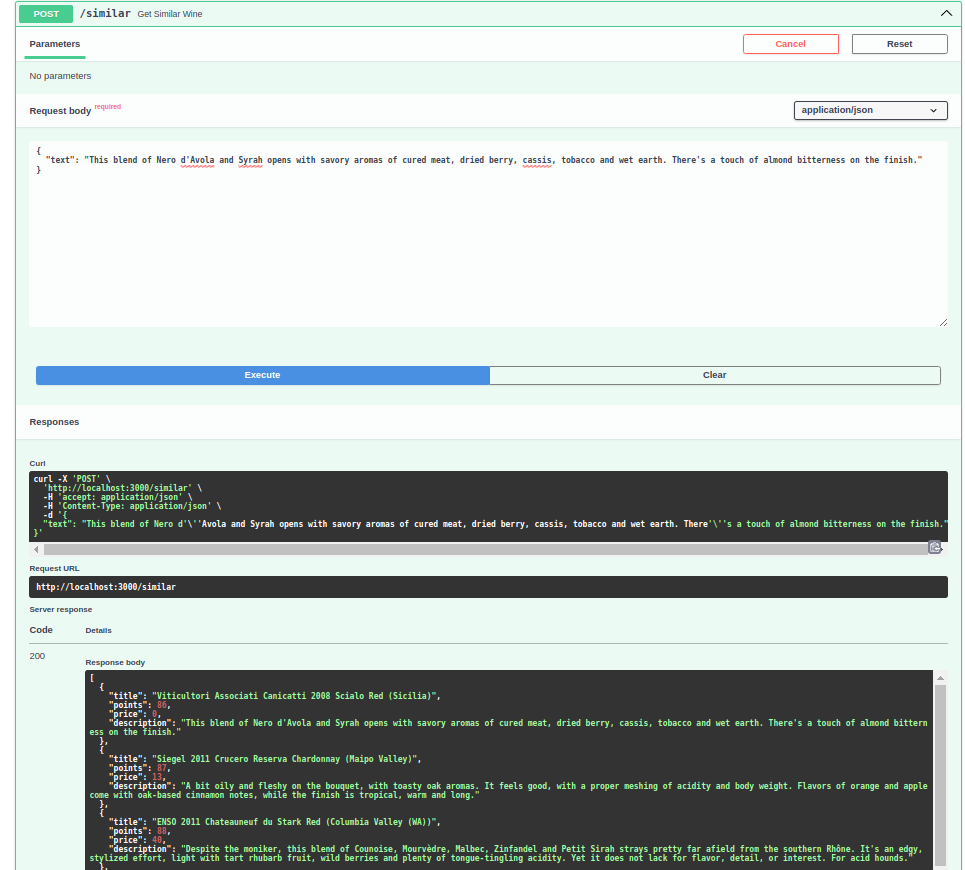 POST /similar Get Similar Wine
Parameters
Cancel
Reset
No parameters
Request body required
application/json
{
"text": "This blend of Nero d'Avola and Syrah opens with savory aromas of cured meat, dried berry, cassis, tobacco and wet earth. There's a touch of almond bitterness on the finish."
}
Execute
Clear
Responses
Curl
curl -X 'POST' \
'http://localhost:3000/similar' \
-H 'accept: application/json' \
-H 'Content-Type: application/json' \
-d '{
"text": "This blend of Nero d'\''Avola and Syrah opens with savory aromas of cured meat, dried berry, cassis, tobacco and wet earth. There'\''s a touch of almond bitterness on the finish."
}'
Request URL
http://localhost:3000/similar
Server response
Code Details
200
Response body
[
{
"title": "Viticultori Associati Canicatti 2008 Scialo Red (Sicilia)",
"points": 86,
"price": 0,
"description": "This blend of Nero d'Avola and Syrah opens with savory aromas of cured meat, dried berry, cassis, tobacco and wet earth. There's a touch of almond bittern
ess on the finish."
},
{
"title": "Siegel 2011 Crucero Reserva Chardonnay (Maipo Valley)",
"points": 87,
"price": 13,
"description": "A bit oily and fleshy on the bouquet, with toasty oak aromas. It feels good, with a proper meshing of acidity and body weight. Flavors of orange and apple
come with oak-based cinnamon notes, while the finish is tropical, warm and long."
},
{
"title": "ENSO 2011 Chateauneuf du Stark Red (Columbia Valley (WA))",
"points": 88,
"price": 40,
"description": "Despite the moniker, this blend of Counoise, Mourvèdre, Malbec, Zinfandel and Petit Sirah strays pretty far afield from the southern Rhône. It's an edgy,
stylized effort, light with tart rhubarb fruit, wild berries and plenty of tongue-tingling acidity. Yet it does not lack for flavor, detail, or interest. For acid hounds."
},